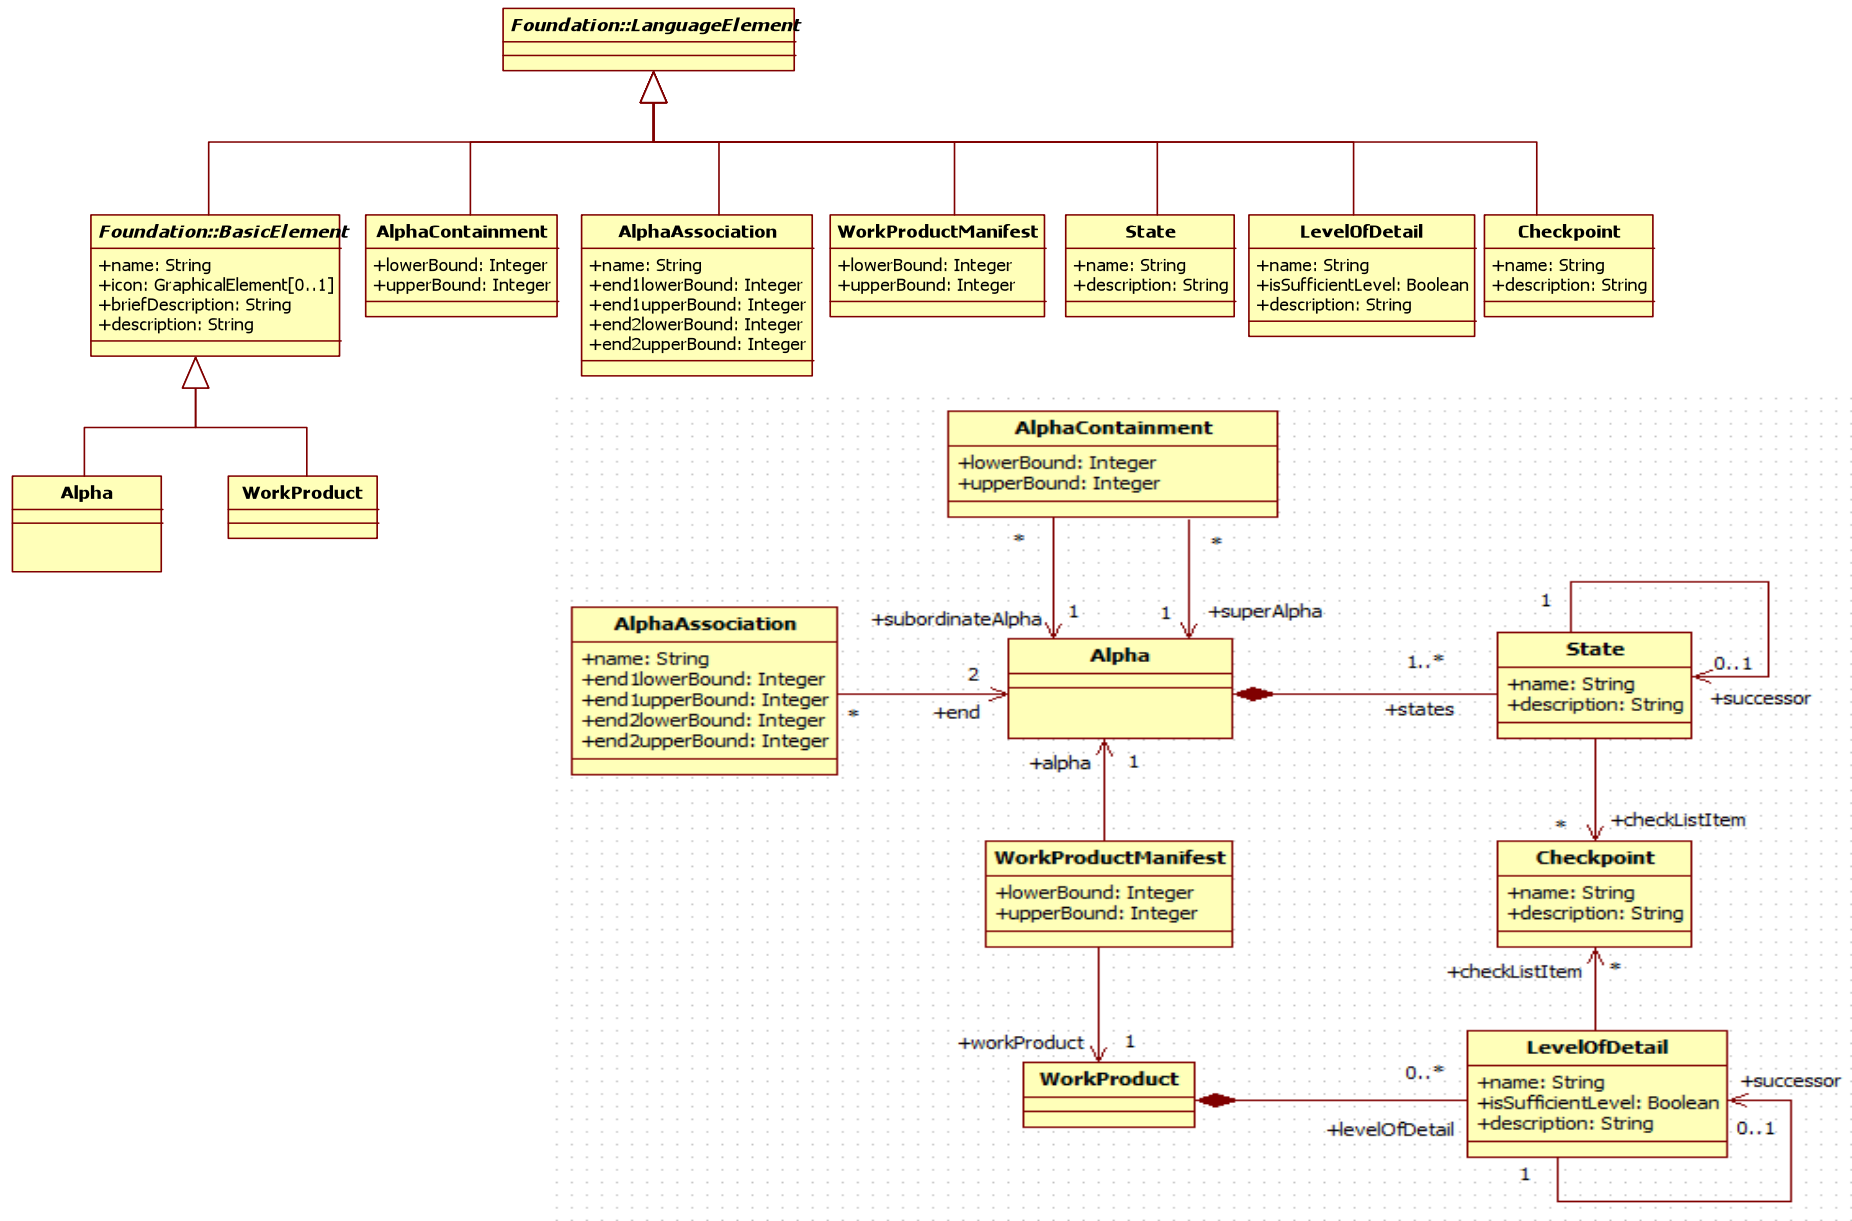 Foundation::LanguageElement
Foundation::BasicElement
+name: String
+icon: GraphicalElement[0..1]
+briefDescription: String
+description: String
AlphaContainment
+lowerBound: Integer
+upperBound: Integer
AlphaAssociation
+name: String
+end1lowerBound: Integer
+end1upperBound: Integer
+end2lowerBound: Integer
+end2upperBound: Integer
WorkProductManifest
+lowerBound: Integer
+upperBound: Integer
State
+name: String
+description: String
LevelOfDetail
+name: String
+isSufficientLevel: Boolean
+description: String
Checkpoint
+name: String
+description: String
Alpha
WorkProduct
AlphaContainment
+lowerBound: Integer
+upperBound: Integer
*
*
+subordinateAlpha
1
1
+superAlpha
AlphaAssociation
+name: String
+end1lowerBound: Integer
+end1upperBound: Integer
+end2lowerBound: Integer
+end2upperBound: Integer
2
*
+end
Alpha
1..*
+states
1
State
+name: String
+description: String
0..1
+successor
+alpha
1
*
+checkListItem
WorkProductManifest
+lowerBound: Integer
+upperBound: Integer
Checkpoint
+name: String
+description: String
+checkListItem
*
+workProduct
1
WorkProduct
0..*
+levelOfDetail
LevelOfDetail
+name: String
+isSufficientLevel: Boolean
+description: String
+successor
0..1
1